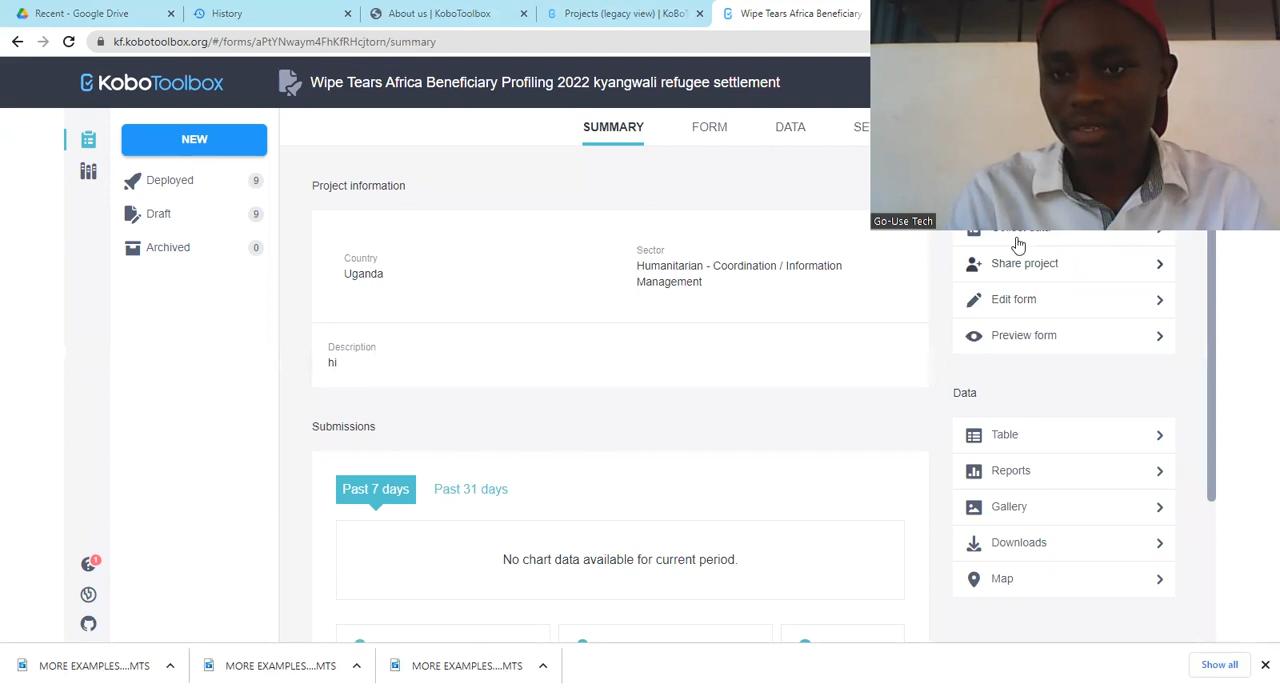 Recent - Google Drive
History
About us | KoboToolbox
Projects (legacy view) | KoBoT
Wipe Tears Africa Beneficiary
kf.kobotoolbox.org/#/forms/aPtYNwaym4FhKfRHcjtorn/summary
KoboToolbox
Wipe Tears Africa Beneficiary Profiling 2022 kyangwali refugee settlement
NEW
SUMMARY
FORM
DATA
SE
Deployed
9
Draft
9
Archived
0
Project information
Country
Uganda
Sector
Humanitarian - Coordination / Information
Management
Description
hi
Submissions
Past 7 days
Past 31 days
No chart data available for current period.
Go-Use Tech
Share project
Edit form
Preview form
Data
Table
Reports
Gallery
Downloads
Map
1
MORE EXAMPLES....MTS
MORE EXAMPLES....MTS
MORE EXAMPLES....MTS
Show all